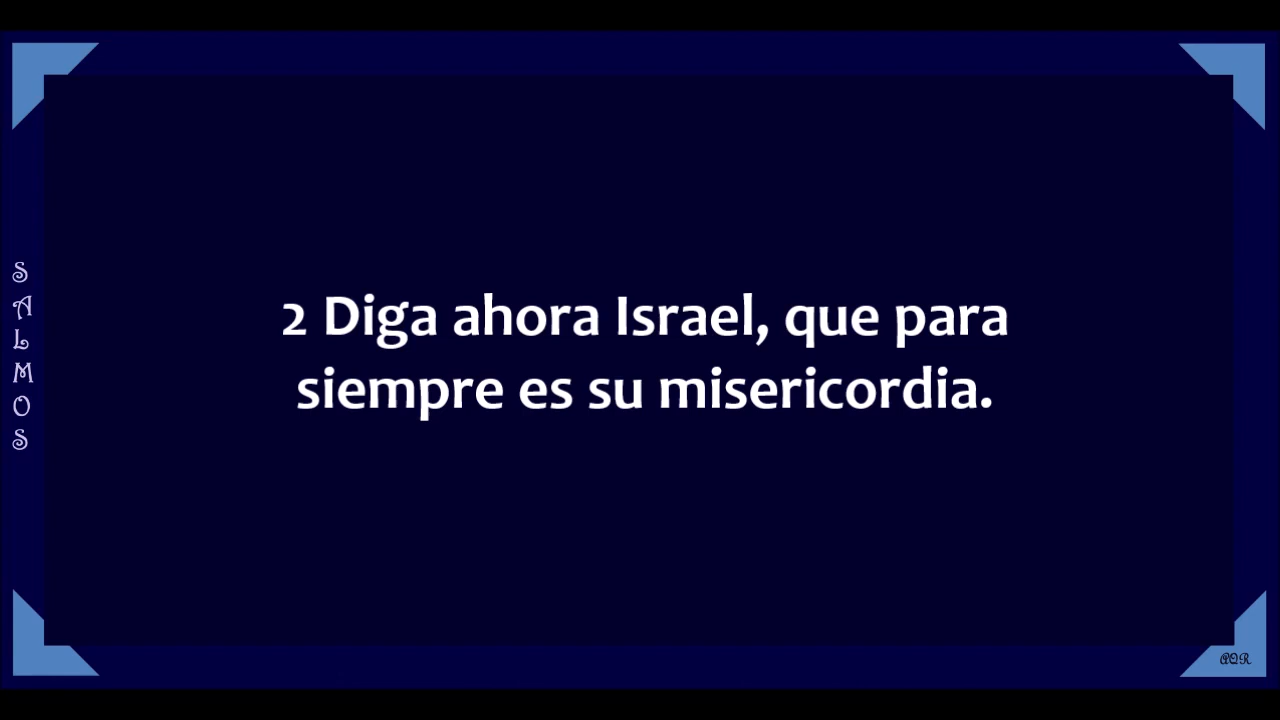 SALMOS
2 Diga ahora Israel, que para
siempre es su misericordia.